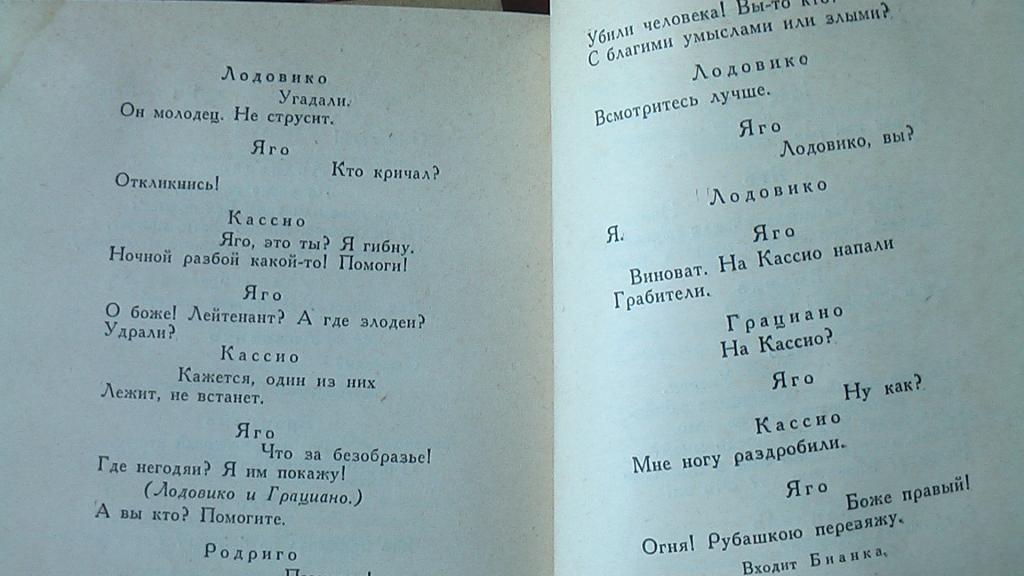 Лодовико
Угадали.
Он молодец. Не струсит.
Яго
Кто кричал?
Откликнись!
Кассио
Яго, это ты? Я гибну.
Ночной разбой какой-то! Помоги!
Яго
О боже! Лейтенант? А где злодеи?
Удрали?
Кассио
Кажется, один из них
Лежит, не встанет.
Яго
Что за безобразье!
Где негодяи? Я им покажу!
(Лодовико и Грациано.)
А вы кто? Помогите.
Родриго
Убили человека! Вы-то
С благими умыслами или злыми?
Лодовико
Всмотритесь лучше.
Яго
Лодовико, вы?
Лодовико
Я.
Яго
Виноват. На Кассио напали
Грабители.
Грациано
На Кассио?
Яго
Ну как?
Кассио
Мне ногу раздробили.
Яго
Боже правый!
Огня! Рубашкою перевяжу.
Входит Бианка.